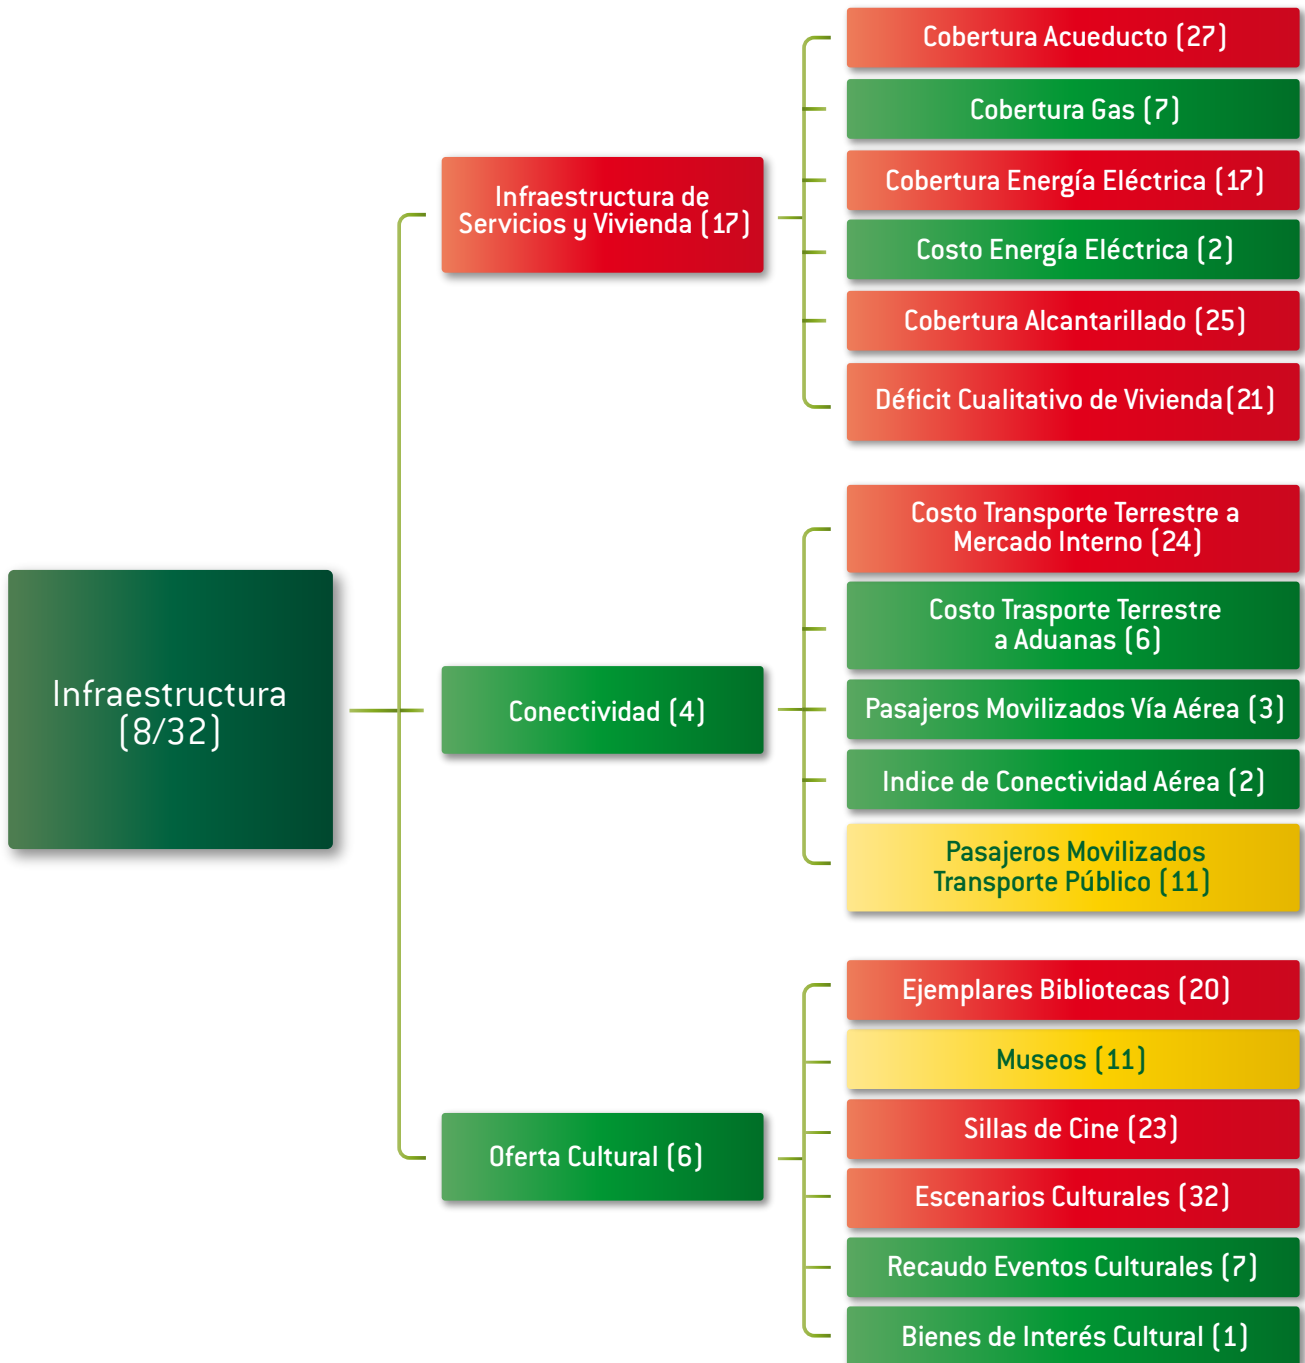 Cobertura Acueducto (27)
Cobertura Gas (7)
Infraestructura de
Servicios y Vivienda (17)
Cobertura Energía Eléctrica (17)
Costo Energía Eléctrica (2)
Cobertura Alcantarillado (25)
Déficit Cualitativo de Vivienda(21)
Costo Transporte Terrestre a
Mercado Interno (24)
Costo Trasporte Terrestre
a Aduanas (6)
Infraestructura
(8/32)
Conectividad (4)
Pasajeros Movilizados Vía Aérea (3)
Indice de Conectividad Aérea (2)
Pasajeros Movilizados
Transporte Público (11)
Ejemplares Bibliotecas (20)
Museos (11)
Oferta Cultural (6)
Sillas de Cine (23)
Escenarios Culturales (32)
Recaudo Eventos Culturales (7)
Bienes de Interés Cultural (1)